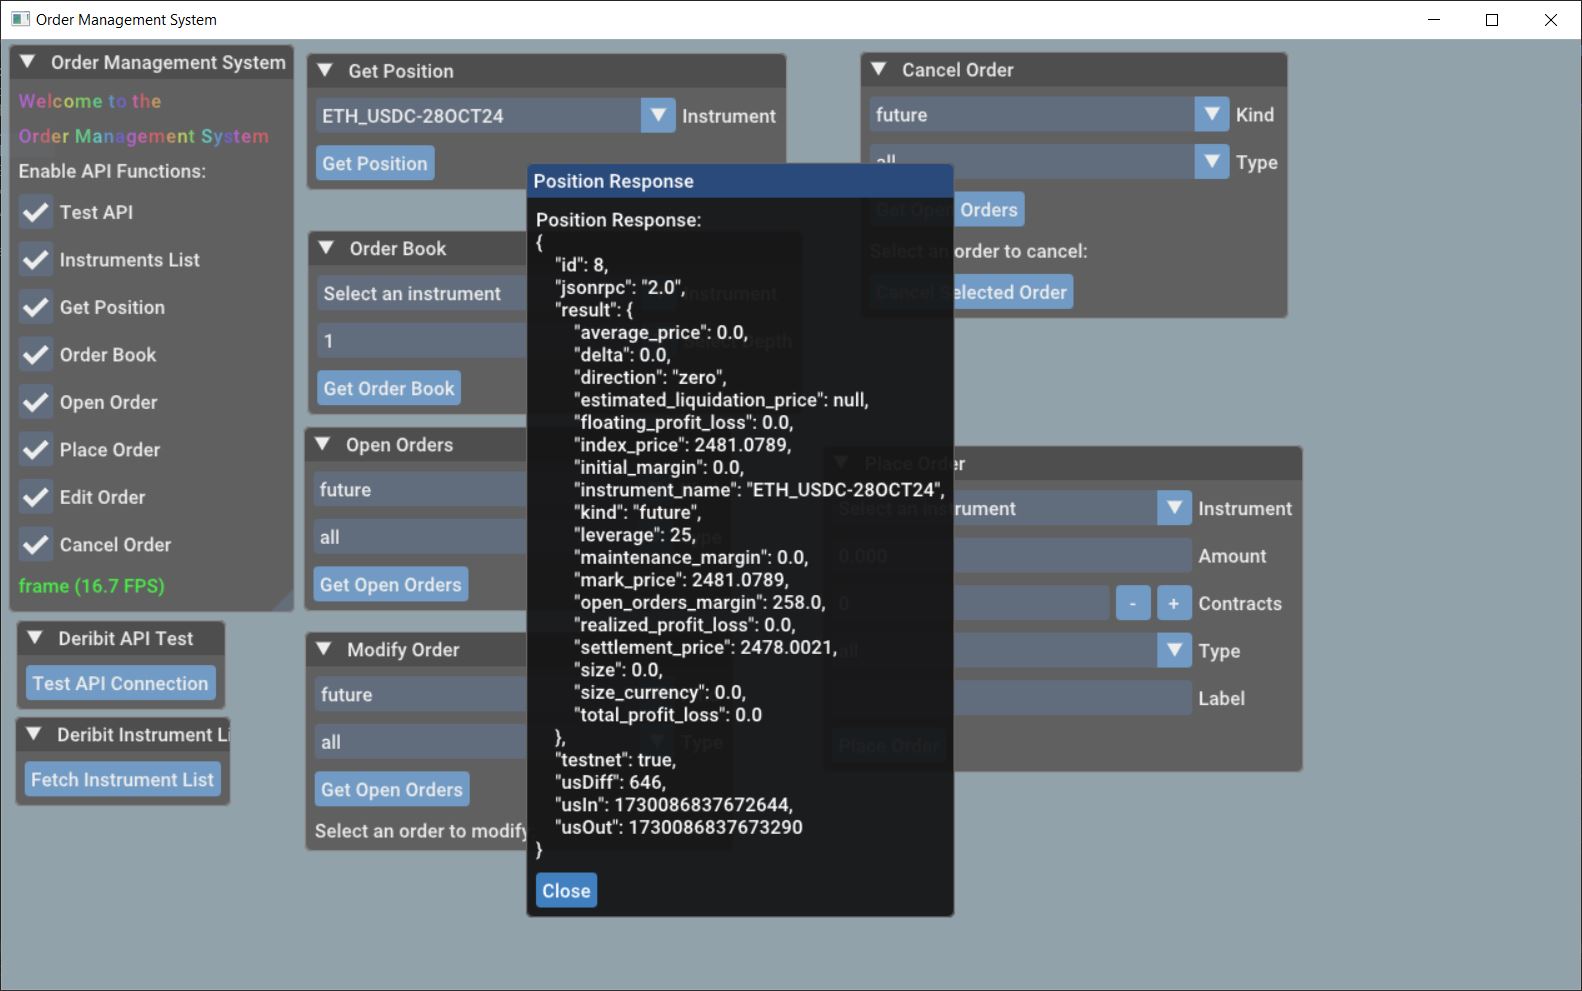 Order Management System
Order Management System
Welcome to the
Order Management System
Enable API Functions:
Test API
Instruments List
Get Position
Order Book
Open Order
Place Order
Edit Order
Cancel Order
frame (16.7 FPS)
Deribit API Test
Test API Connection
Deribit Instrument Li
Fetch Instrument List
Get Position
ETH_USDC-28OCT24
Instrument
Get Position
Order Book
Select an instrument
Instrument
1
Select Depth
Get Order Book
Open Orders
future
all
Type
Get Open Orders
Modify Order
future
all
Type
Get Open Orders
Select an order to modify
Position Response
Position Response:
{
"id": 8,
"jsonrpc": "2.0",
"result": {
"average_price": 0.0,
"delta": 0.0,
"direction": "zero",
"estimated_liquidation_price": null,
"floating_profit_loss": 0.0,
"index_price": 2481.0789,
"initial_margin": 0.0,
"instrument_name": "ETH_USDC-28OCT24",
"kind": "future",
"leverage": 25,
"maintenance_margin": 0.0,
"mark_price": 2481.0789,
"open_orders_margin": 258.0,
"realized_profit_loss": 0.0,
"settlement_price": 2478.0021,
"size": 0.0,
"size_currency": 0.0,
"total_profit_loss": 0.0
},
"testnet": true,
"usDiff": 646,
"usIn": 1730086837672644,
"usOut": 1730086837673290
}
Close
Cancel Order
future
Kind
all
Type
Get Open Orders
Select an order to cancel:
Cancel Selected Order
Place Order
Select an instrument
Instrument
0.000
Amount
0
- +
Contracts
all
Type
Label
Place Order